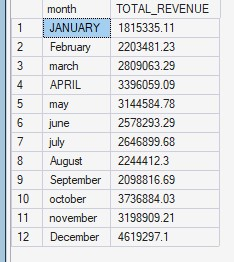 month TOTAL_REVENUE
1 JANUARY 1815335.11
2 February 2203481.23
3 march 2809063.29
4 APRIL 3396059.09
5 may 3144584.78
6 june 2578293.29
7 july 2646899.68
8 August 2244412.3
9 September 2098816.69
10 october 3736884.03
11 november 3198909.21
12 December 4619297.1